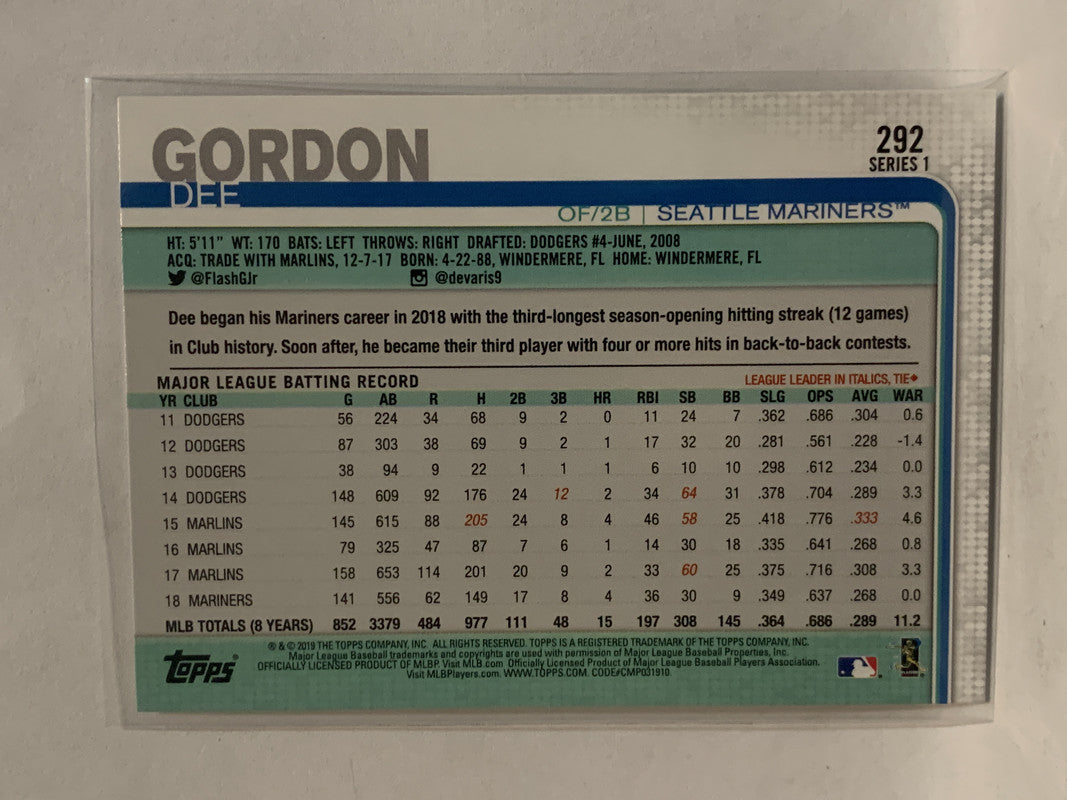 GORDON
DEE
292
SERIES 1
OF/2B | SEATTLE MARINERS™
HT: 5'11" WT: 170 BATS: LEFT THROWS: RIGHT DRAFTED: DODGERS #4-JUNE, 2008
ACQ: TRADE WITH MARLINS, 12-7-17 BORN: 4-22-88, WINDERMERE, FL HOME: WINDERMERE, FL
@FlashGJr @devaris9
Dee began his Mariners career in 2018 with the third-longest season-opening hitting streak (12 games)
in Club history. Soon after, he became their third player with four or more hits in back-to-back contests.
MAJOR LEAGUE BATTING RECORD LEAGUE LEADER IN ITALICS, TIE◆
YR CLUB G AB R H 2B 3B HR RBI SB BB SLG OPS AVG WAR
11 DODGERS 56 224 34 68 9 2 0 11 24 7 .362 .686 .304 0.6
12 DODGERS 87 303 38 69 9 2 1 17 32 20 .281 .561 .228 -1.4
13 DODGERS 38 94 9 22 1 1 1 6 10 10 .298 .612 .234 0.0
14 DODGERS 148 609 92 176 24 12 2 34 64 31 .378 .704 .289 3.3
15 MARLINS 145 615 88 205 24 8 4 46 58 25 .418 .776 .333 4.6
16 MARLINS 79 325 47 87 7 6 1 14 30 18 .335 .641 .268 0.8
17 MARLINS 158 653 114 201 20 9 2 33 60 25 .375 .716 .308 3.3
18 MARINERS 141 556 62 149 17 8 4 36 30 9 .349 .637 .268 0.0
MLB TOTALS (8 YEARS) 852 3379 484 977 111 48 15 197 308 145 .364 .686 .289 11.2
® & © 2019 THE TOPPS COMPANY, INC. ALL RIGHTS RESERVED. TOPPS IS A REGISTERED TRADEMARK OF THE TOPPS COMPANY, INC.
Major League Baseball trademarks and copyrights are used with permission of Major League Baseball Properties, Inc.
OFFICIALLY LICENSED PRODUCT OF MLBP. Visit MLB.com Officially Licensed Product of Major League Baseball Players Association.
Visit MLBPlayers.com. WWW.TOPPS.COM. CODE#CMP031910.
Topps®